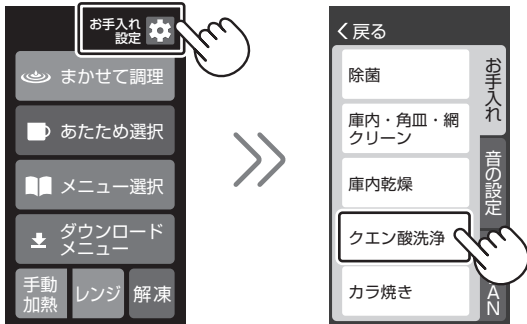 お手入れ
設定
まかせて調理
あたため選択
メニュー選択
ダウンロード
メニュー
手動
加熱
レンジ
解凍
戻る
除菌
庫内・角皿・網
クリーン
庫内乾燥
クエン酸洗浄
カラ焼き
お手入れ
音の設定
AN